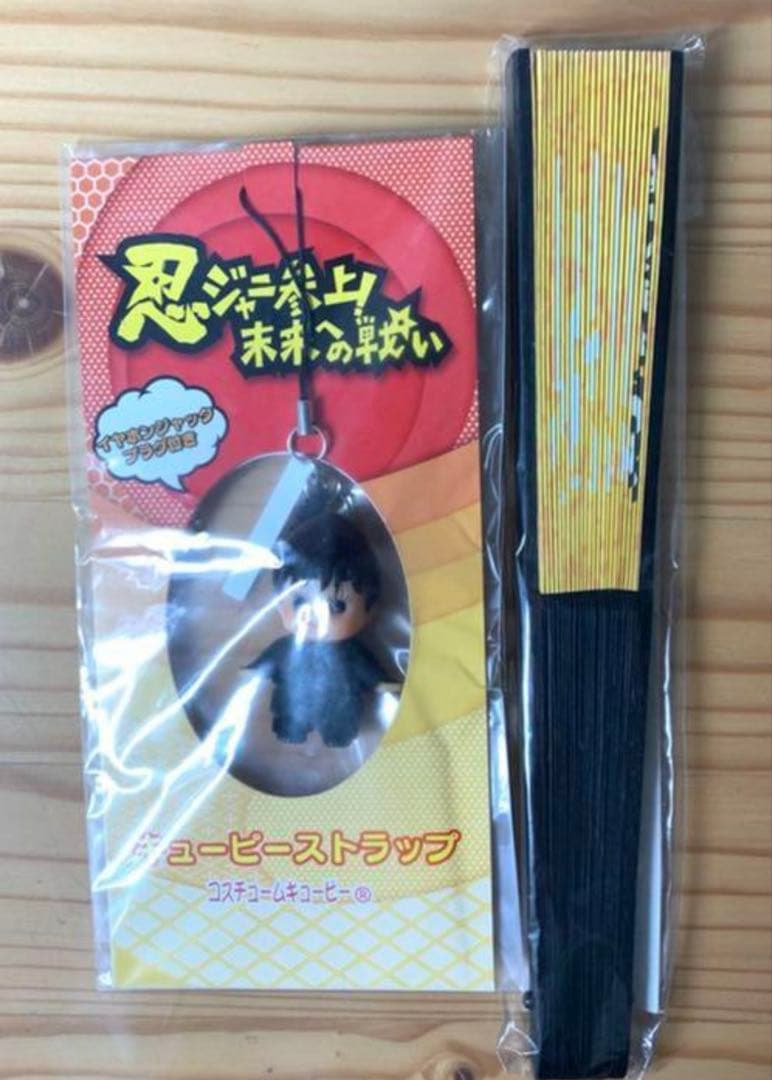 忍ジャニ参上!
未来への戦い
イヤホンジャック
プラグ付き
キューピーストラップ
コスチュームキューピー®